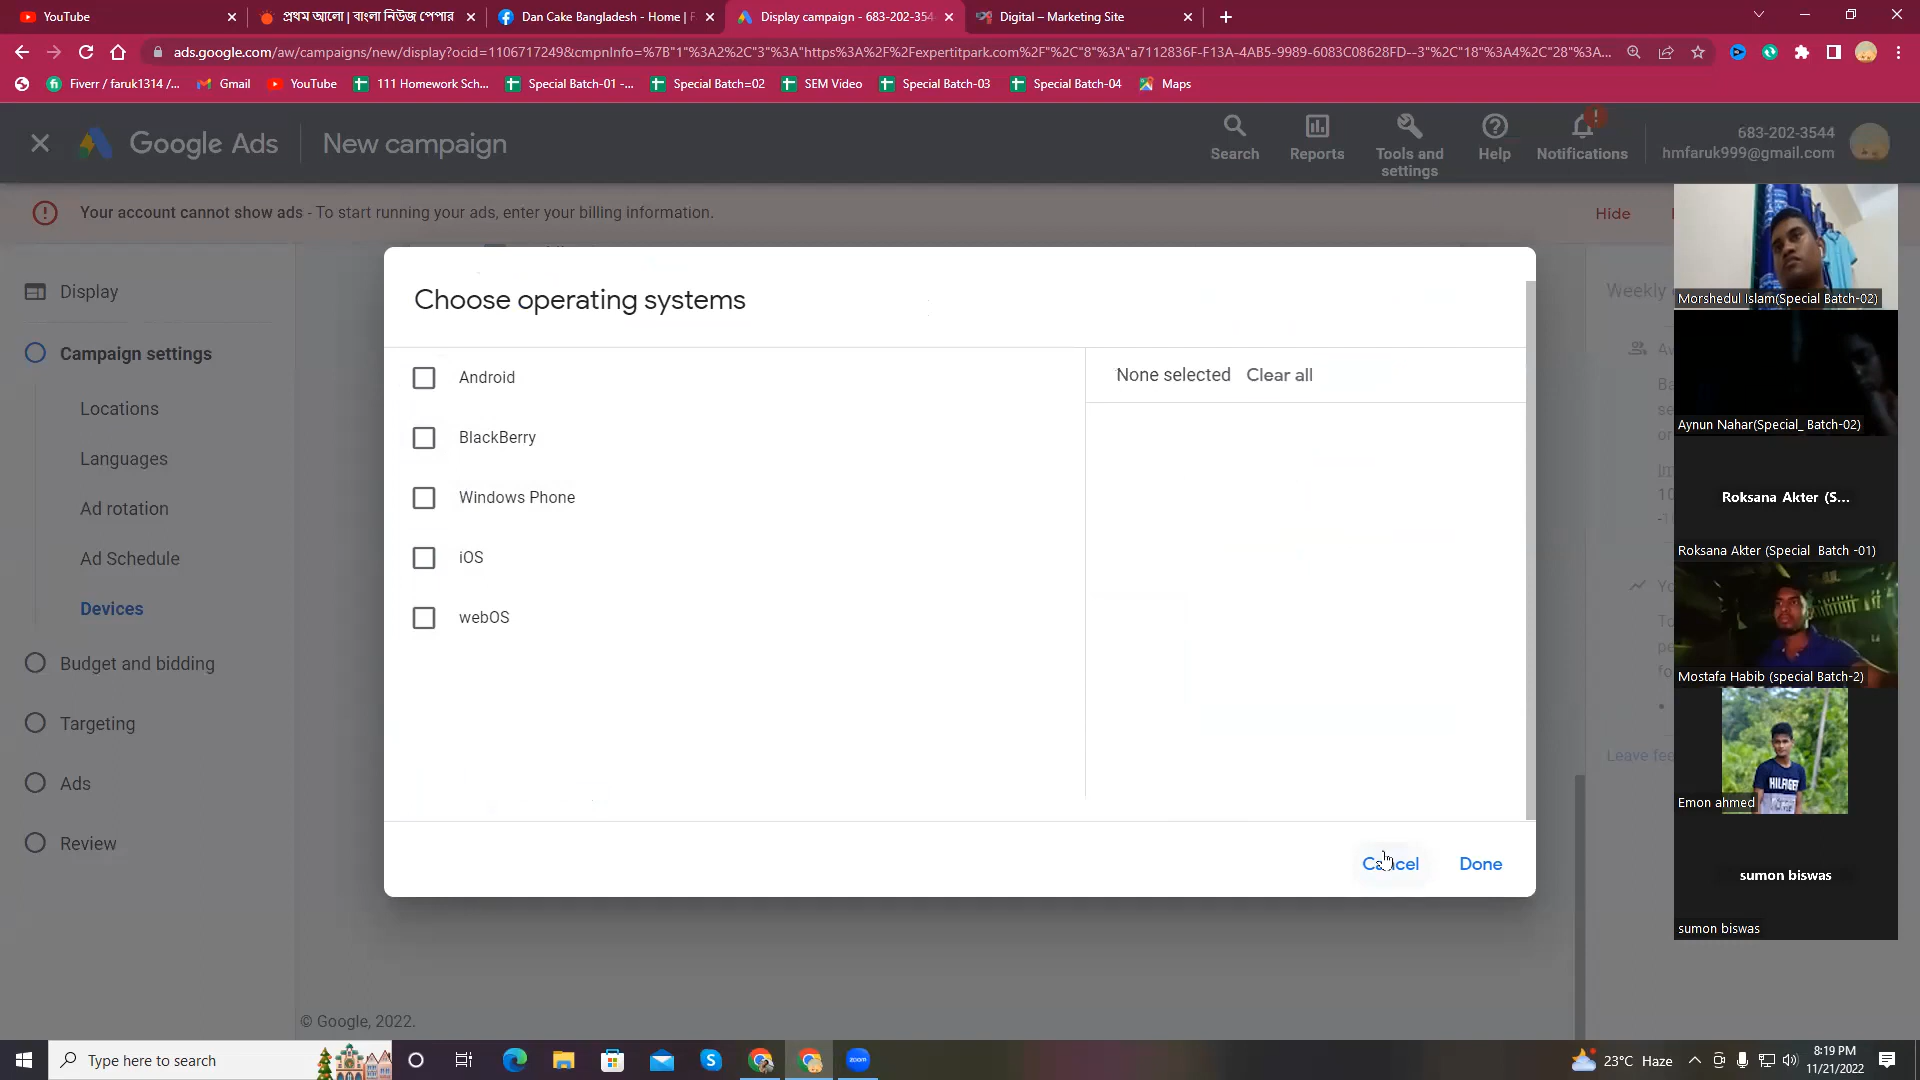 YouTube
প্রথম আলো | বাংলা নিউজ পেপার
Dan Cake Bangladesh - Home | F
Display campaign - 683-202-354
Digital – Marketing Site
ads.google.com/aw/campaigns/new/display?ocid=1106717249&cmpnInfo=%7B"1"%3A2%2C"3"%3A"https%3A%2F%2Fexpertitpark.com%2F"%2C"8"%3A"a7112836F-F13A-4AB5-9989-6083C08628FD--3"%2C"18"%3A4%2C"28"%3A...
Fiverr / faruk1314 /...
Gmail
YouTube
111 Homework Sch...
Special Batch-01 -...
Special Batch=02
SEM Video
Special Batch-03
Special Batch-04
Maps
Google Ads
New campaign
Search
Reports
Tools and settings
Help
Notifications
683-202-3544
hmfaruk999@gmail.com
Your account cannot show ads - To start running your ads, enter your billing information.
Hide
Display
Campaign settings
Locations
Languages
Ad rotation
Ad Schedule
Devices
Budget and bidding
Targeting
Ads
Review
Choose operating systems
Android
BlackBerry
Windows Phone
iOS
webOS
None selected
Clear all
Cancel
Done
Weekly
Leave fee
© Google, 2022.
Morshedul Islam(Special Batch-02)
Aynun Nahar(Special_ Batch-02)
Roksana Akter (S...
Roksana Akter (Special Batch -01)
Mostafa Habib (special Batch-2)
HILFIGER
Emon ahmed
sumon biswas
sumon biswas
Type here to search
zoom
23°C Haze
8:19 PM
11/21/2022